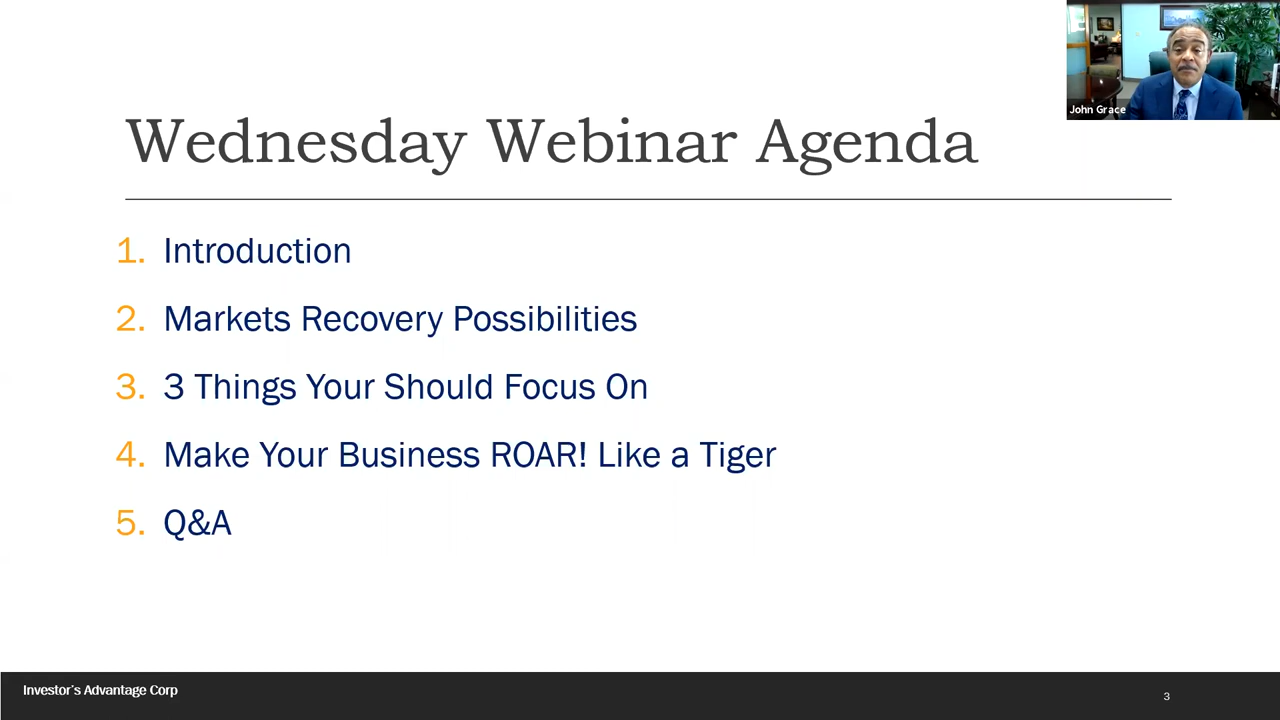 John Grace
Wednesday Webinar Agenda
1. Introduction
2. Markets Recovery Possibilities
3. 3 Things Your Should Focus On
4. Make Your Business ROAR! Like a Tiger
5. Q&A
Investor's Advantage Corp
3